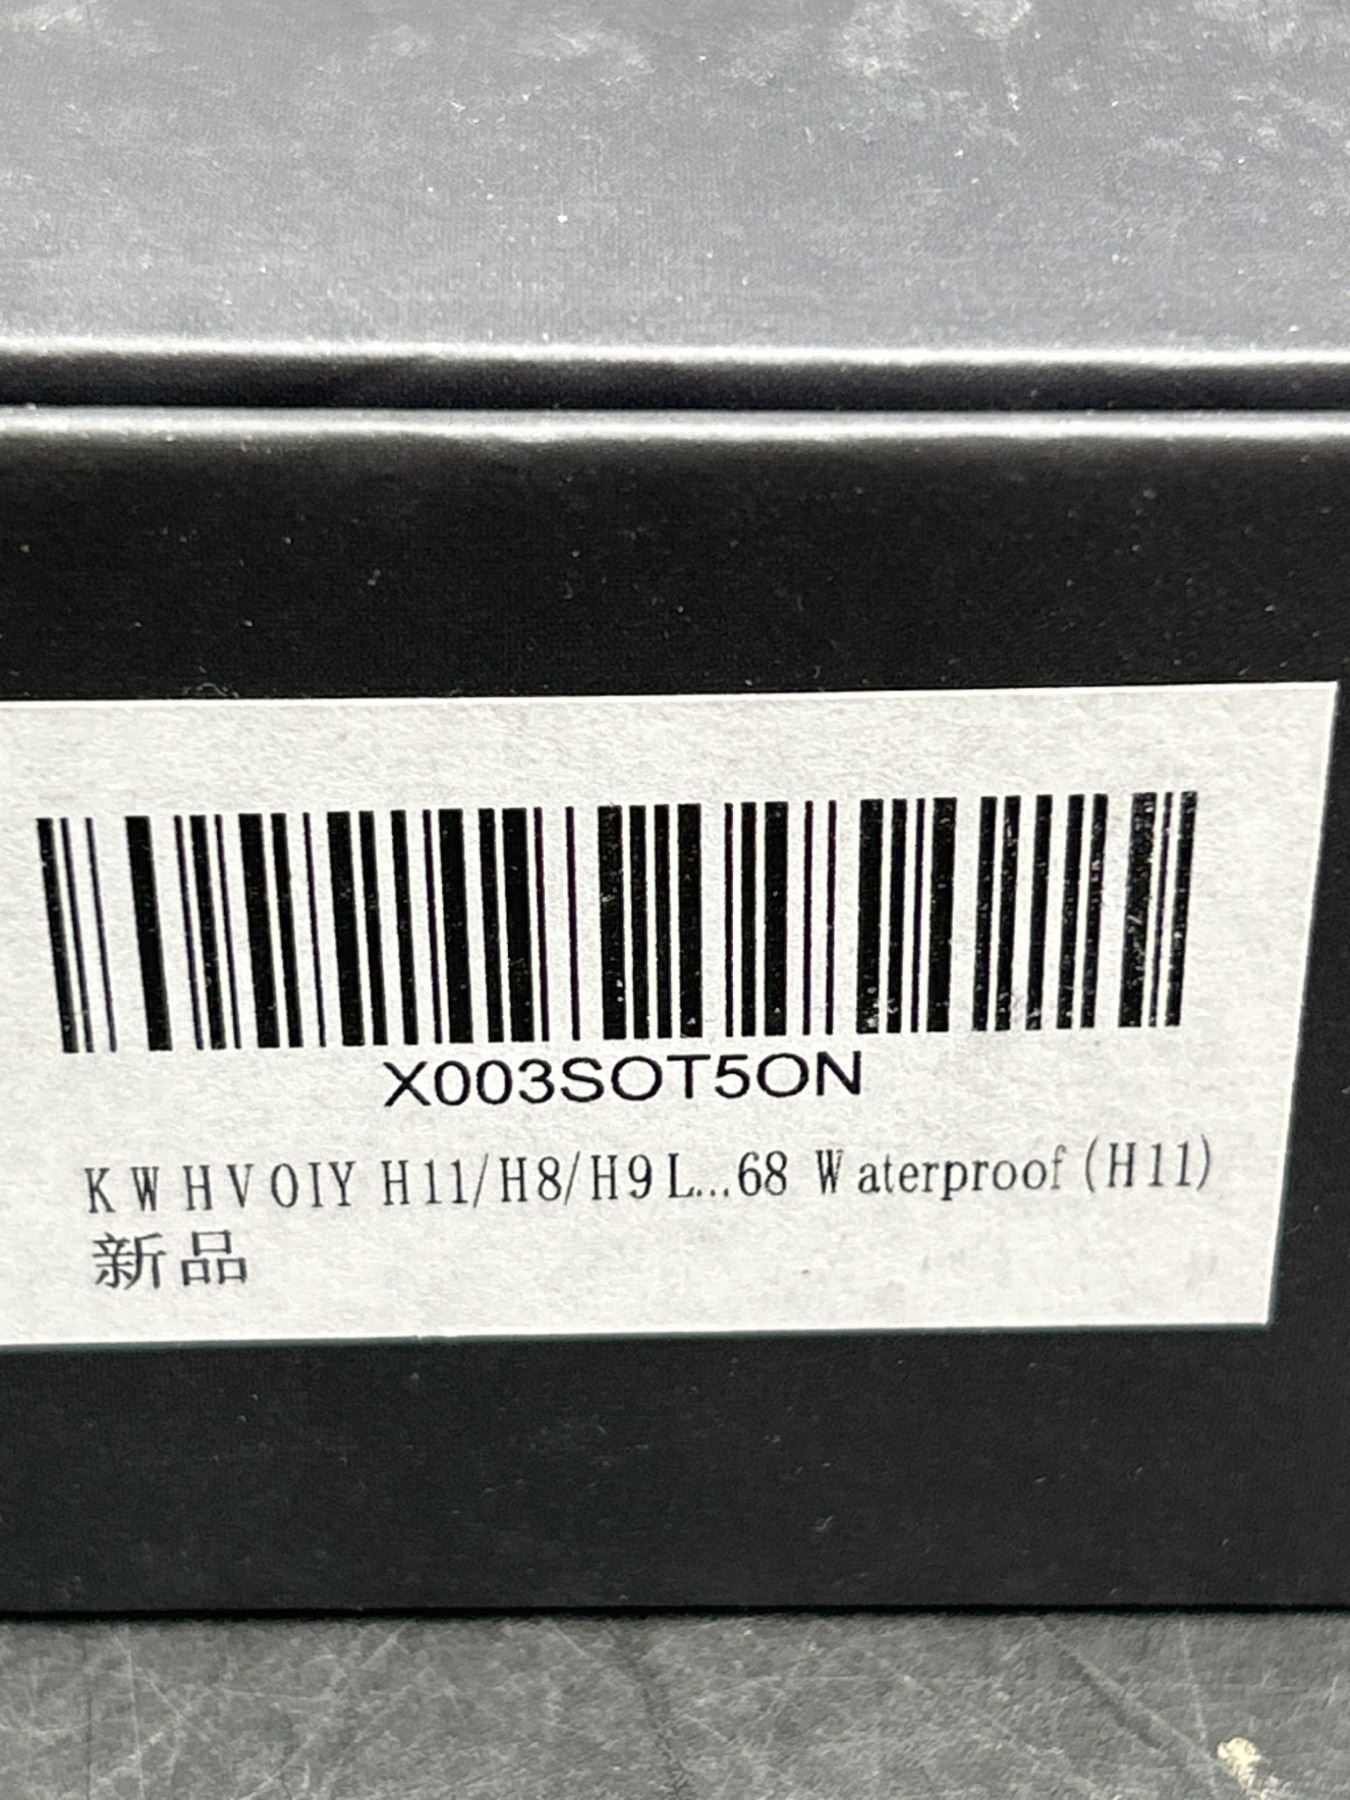 X003SOT5ON
KWHVOIY H11/H8/H9 L...68 Waterproof (H11)
新品